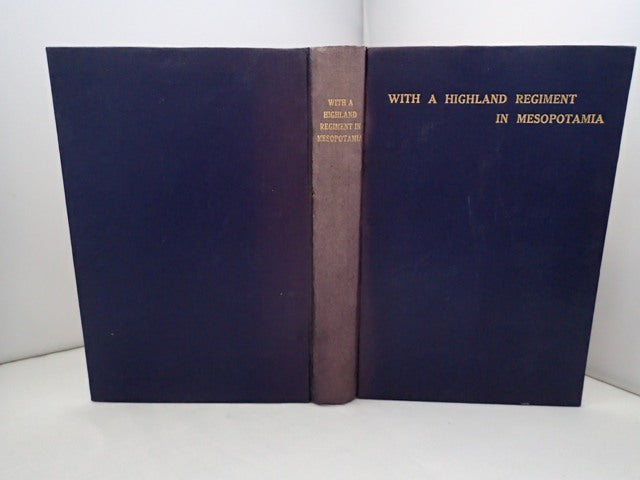 WITH A
HIGHLAND
REGIMENT IN
MESOPOTAMIA
WITH A HIGHLAND REGIMENT
IN MESOPOTAMIA